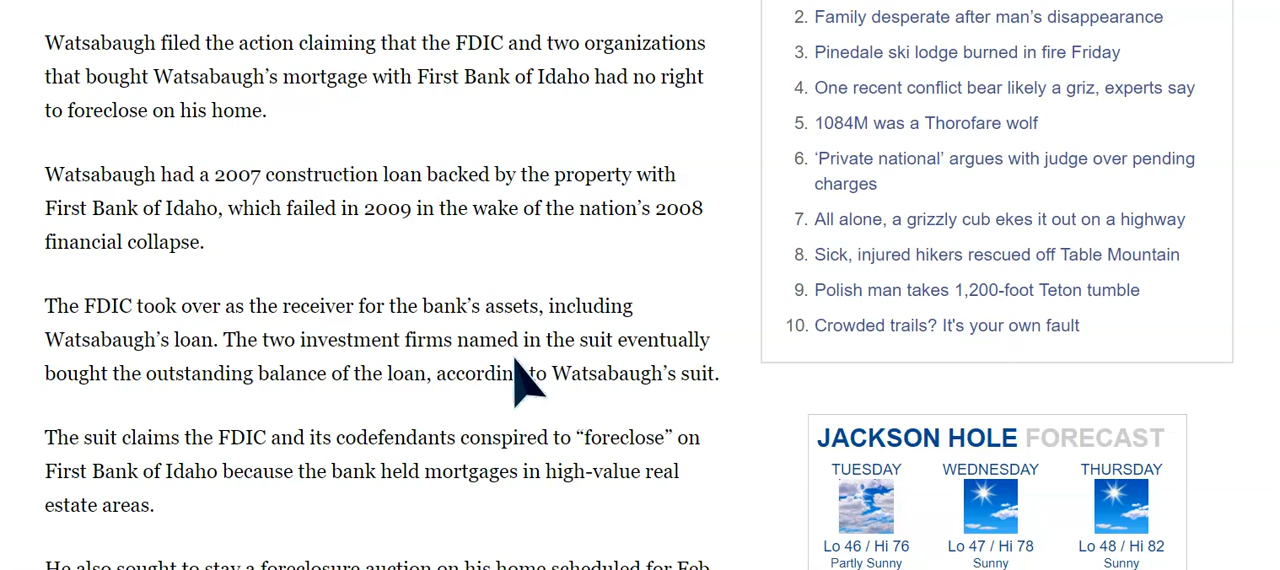 Watsabaugh filed the action claiming that the FDIC and two organizations
that bought Watsabaugh’s mortgage with First Bank of Idaho had no right
to foreclose on his home.
Watsabaugh had a 2007 construction loan backed by the property with
First Bank of Idaho, which failed in 2009 in the wake of the nation’s 2008
financial collapse.
The FDIC took over as the receiver for the bank’s assets, including
Watsabaugh’s loan. The two investment firms named in the suit eventually
bought the outstanding balance of the loan, according to Watsabaugh’s suit.
The suit claims the FDIC and its codefendants conspired to “foreclose” on
First Bank of Idaho because the bank held mortgages in high-value real
estate areas.
He also sought to stay a foreclosure auction on his home scheduled for Feb.
2. Family desperate after man’s disappearance
3. Pinedale ski lodge burned in fire Friday
4. One recent conflict bear likely a griz, experts say
5. 1084M was a Thorofare wolf
6. ‘Private national’ argues with judge over pending
charges
7. All alone, a grizzly cub ekes it out on a highway
8. Sick, injured hikers rescued off Table Mountain
9. Polish man takes 1,200-foot Teton tumble
10. Crowded trails? It's your own fault
JACKSON HOLE FORECAST
TUESDAY WEDNESDAY THURSDAY
Lo 46 / Hi 76 Lo 47 / Hi 78 Lo 48 / Hi 82
Partly Sunny Sunny Sunny